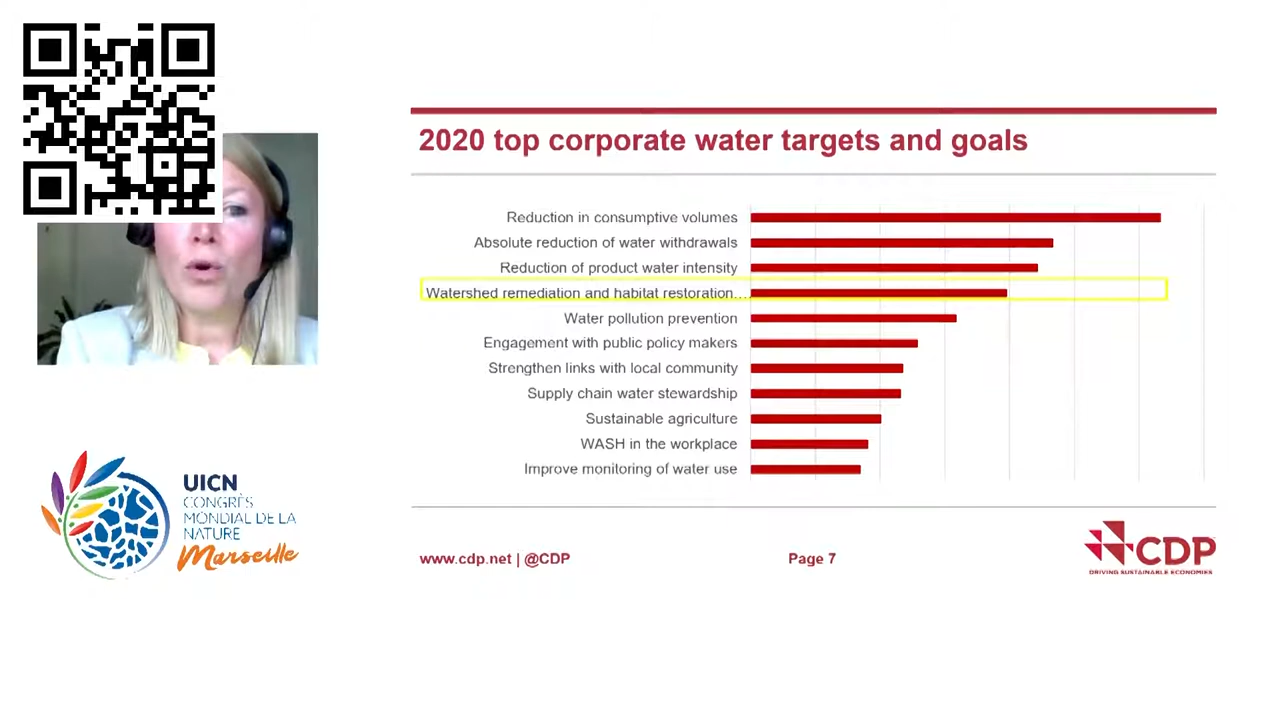 2020 top corporate water targets and goals
Reduction in consumptive volumes
Absolute reduction of water withdrawals
Reduction of product water intensity
Watershed remediation and habitat restoration…
Water pollution prevention
Engagement with public policy makers
Strengthen links with local community
Supply chain water stewardship
Sustainable agriculture
WASH in the workplace
Improve monitoring of water use
www.cdp.net | @CDP
Page 7
CDP
DRIVING SUSTAINABLE ECONOMIES
UICN
CONGRÈS
MONDIAL DE LA
NATURE
Marseille